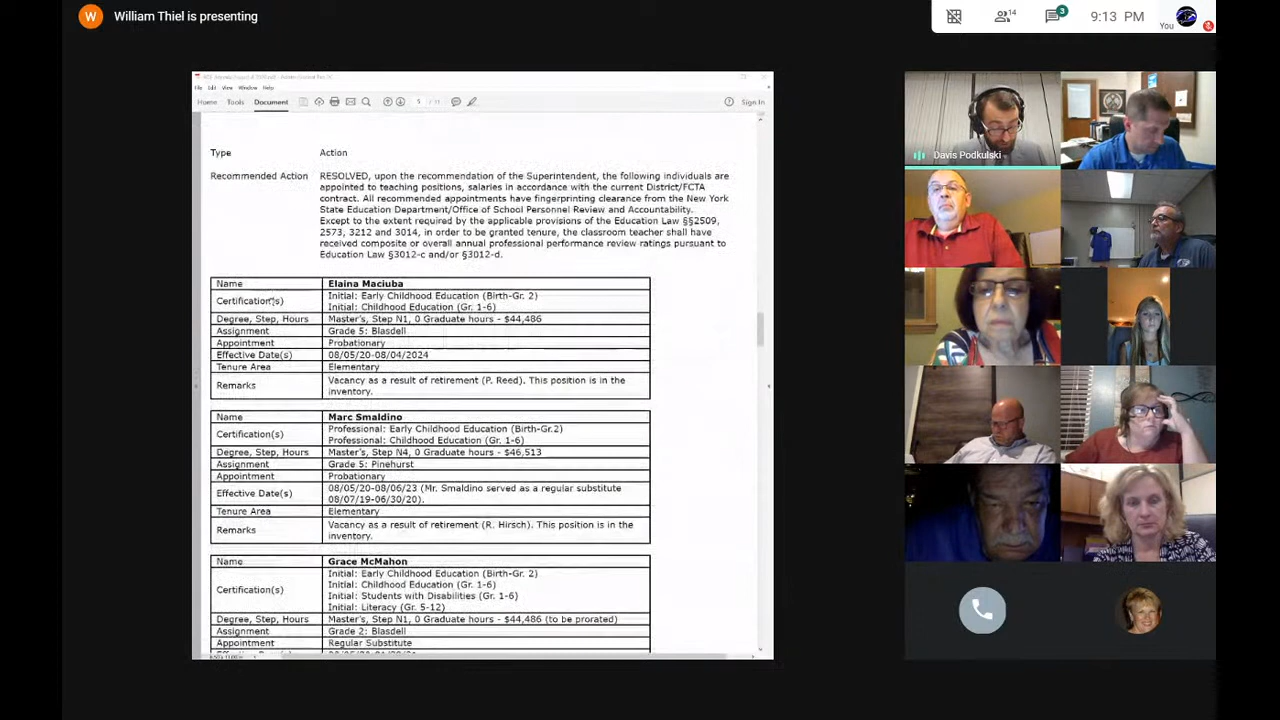 William Thiel is presenting
14
3
9:13 PM
You
File Edit View Window Help
Home Tools Document
5 / 11
Sign In
Type Action
Recommended Action RESOLVED, upon the recommendation of the Superintendent, the following individuals are
appointed to teaching positions, salaries in accordance with the current District/FCTA
contract. All recommended appointments have fingerprinting clearance from the New York
State Education Department/Office of School Personnel Review and Accountability.
Except to the extent required by the applicable provisions of the Education Law §§2509,
2573, 3212 and 3014, in order to be granted tenure, the classroom teacher shall have
received composite or overall annual professional performance review ratings pursuant to
Education Law §3012-c and/or §3012-d.
Name Elaina Maciuba
Certification(s) Initial: Early Childhood Education (Birth-Gr. 2)
Initial: Childhood Education (Gr. 1-6)
Degree, Step, Hours Master's, Step N1, 0 Graduate hours - $44,486
Assignment Grade 5: Blasdell
Appointment Probationary
Effective Date(s) 08/05/20-08/04/2024
Tenure Area Elementary
Remarks Vacancy as a result of retirement (P. Reed). This position is in the
inventory.
Name Marc Smaldino
Certification(s) Professional: Early Childhood Education (Birth-Gr.2)
Professional: Childhood Education (Gr. 1-6)
Degree, Step, Hours Master's, Step N4, 0 Graduate hours - $46,513
Assignment Grade 5: Pinehurst
Appointment Probationary
Effective Date(s) 08/05/20-08/06/23 (Mr. Smaldino served as a regular substitute
08/07/19-06/30/20).
Tenure Area Elementary
Remarks Vacancy as a result of retirement (R. Hirsch). This position is in the
inventory.
Name Grace McMahon
Certification(s) Initial: Early Childhood Education (Birth-Gr. 2)
Initial: Childhood Education (Gr. 1-6)
Initial: Students with Disabilities (Gr. 1-6)
Initial: Literacy (Gr. 5-12)
Degree, Step, Hours Master's, Step N1, 0 Graduate hours - $44,486 (to be prorated)
Assignment Grade 2: Blasdell
Appointment Regular Substitute
Davis Podkulski